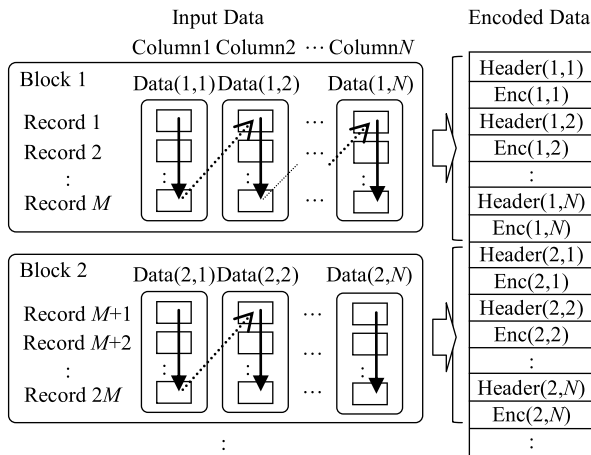 Input Data
Column1 Column2 ··· ColumnN
Block 1
Data(1,1) Data(1,2) Data(1,N)
Record 1 ···
Record 2 ···
: : : :
Record M ···
Block 2
Data(2,1) Data(2,2) Data(2,N)
Record M+1 ···
Record M+2 ···
: : : :
Record 2M ···
:
Encoded Data
Header(1,1)
Enc(1,1)
Header(1,2)
Enc(1,2)
:
Header(1,N)
Enc(1,N)
Header(2,1)
Enc(2,1)
Header(2,2)
Enc(2,2)
:
Header(2,N)
Enc(2,N)
: